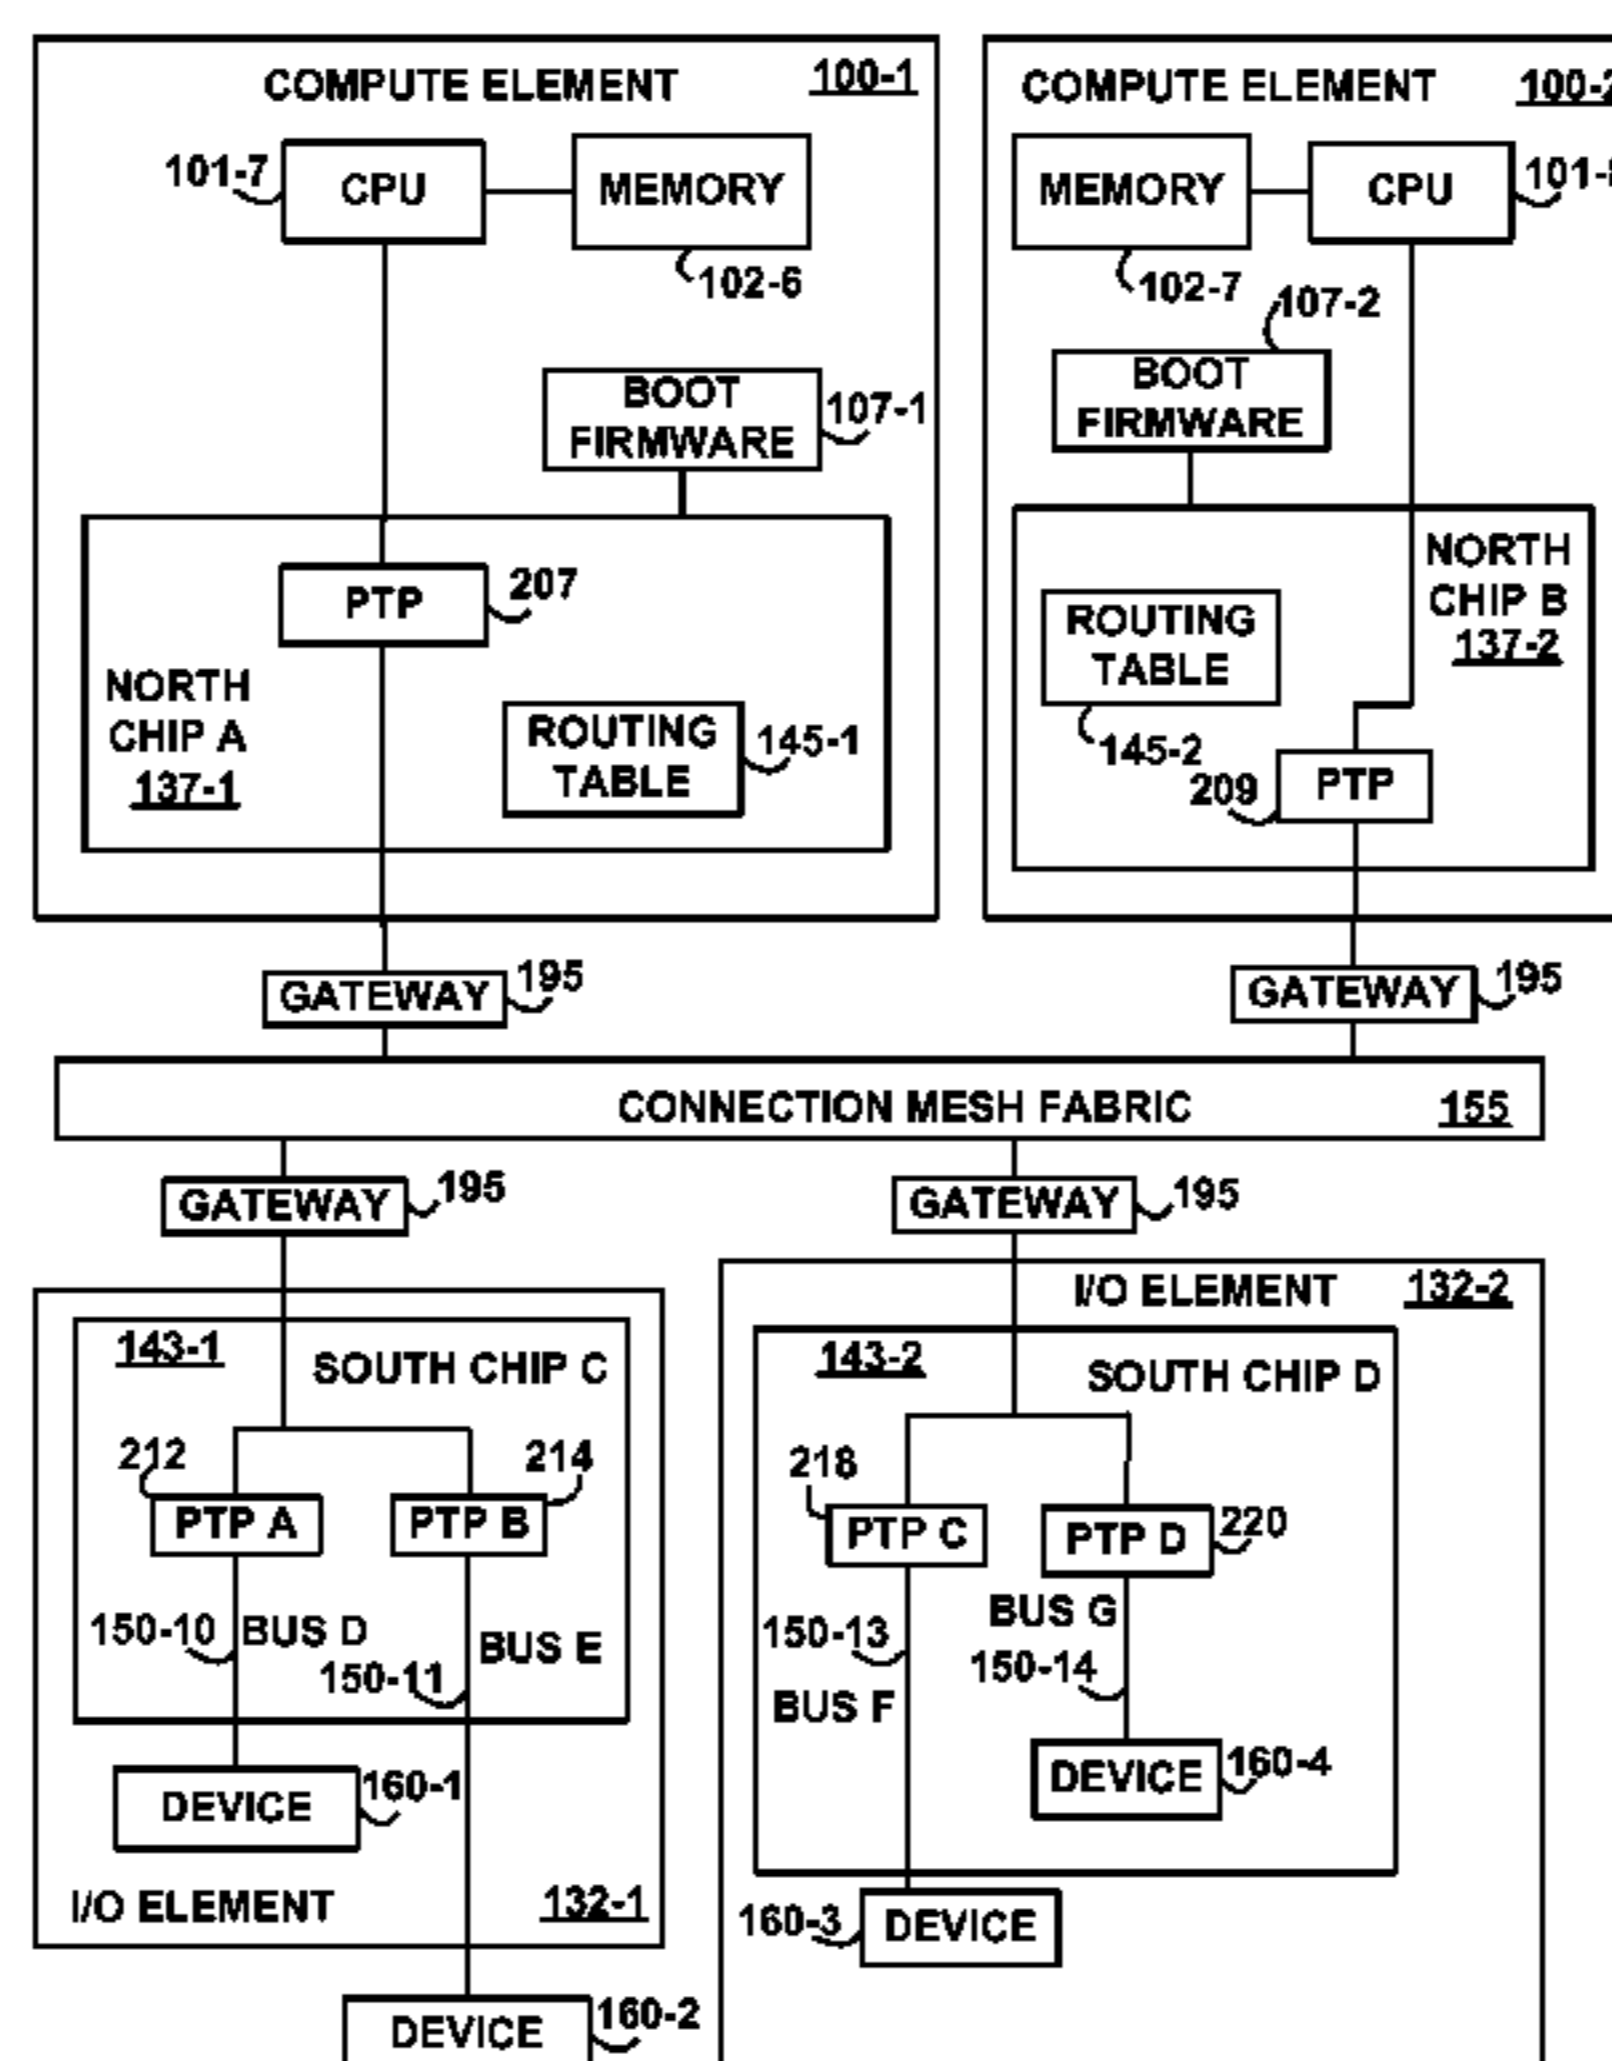 COMPUTE ELEMENT 100-1
101-7 CPU MEMORY
102-6
BOOT
FIRMWARE 107-1
PTP 207
NORTH
CHIP A
137-1
ROUTING
TABLE 145-1
COMPUTE ELEMENT 100-2
MEMORY CPU 101-8
102-7
107-2
BOOT
FIRMWARE
NORTH
CHIP B
137-2
ROUTING
TABLE
145-2
209 PTP
GATEWAY 195
GATEWAY 195
CONNECTION MESH FABRIC 155
GATEWAY 195
GATEWAY 195
143-1
SOUTH CHIP C
212 214
PTP A PTP B
150-10 BUS D
150-11 BUS E
DEVICE 160-1
I/O ELEMENT 132-1
DEVICE 160-2
I/O ELEMENT 132-2
143-2
SOUTH CHIP D
218
PTP C PTP D 220
150-13
BUS F
BUS G
150-14
DEVICE 160-4
160-3 DEVICE